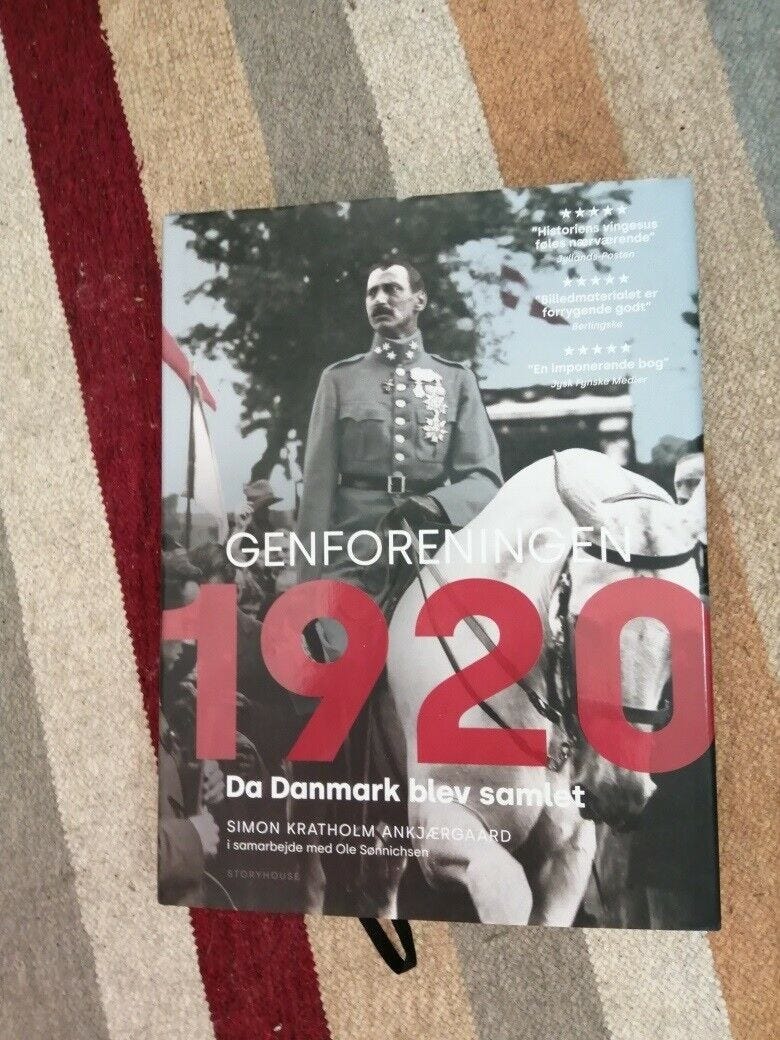 ★★★★★
"Historiens vingesus
føles nærværende"
Jyllands-Posten
★★★★★
"Billedmaterialet er
forrygende godt"
Berlingske
★★★★★
"En imponerende bog"
Jysk Fynske Medier
GENFORENINGEN
1920
Da Danmark blev samlet
SIMON KRATHOLM ANKJÆRGAARD
i samarbejde med Ole Sønnichsen
STORYHOUSE